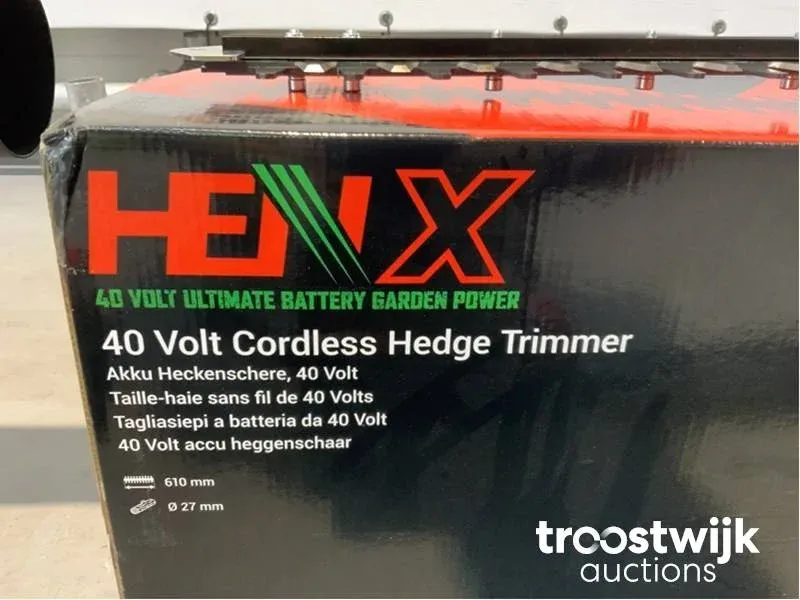 HENX
40 VOLT ULTIMATE BATTERY GARDEN POWER
40 Volt Cordless Hedge Trimmer
Akku Heckenschere, 40 Volt
Taille-haie sans fil de 40 Volts
Tagliasiepi a batteria da 40 Volt
40 Volt accu heggenschaar
610 mm
Ø 27 mm
troostwijk
auctions